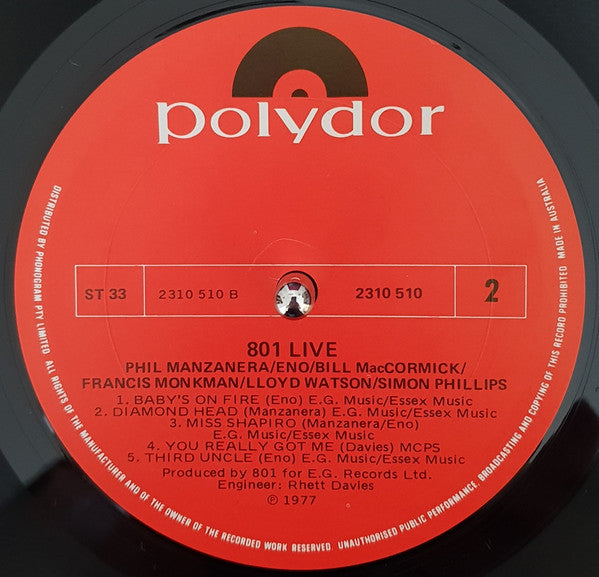 polydor
ST 33 2310 510 B 2310 510 2
801 LIVE
PHIL MANZANERA/ENO/BILL MacCORMICK/
FRANCIS MONKMAN/LLOYD WATSON/SIMON PHILLIPS
1. BABY'S ON FIRE (Eno) E.G. Music/Essex Music
2. DIAMOND HEAD (Manzanera) E.G. Music/Essex Music
3. MISS SHAPIRO (Manzanera/Eno)
E.G. Music/Essex Music
4. YOU REALLY GOT ME (Davies) MCPS
5. THIRD UNCLE (Eno) E.G. Music/Essex Music
Produced by 801 for E.G. Records Ltd.
Engineer: Rhett Davies
℗ 1977
DISTRIBUTED BY PHONOGRAM PTY LIMITED. ALL RIGHTS OF THE MANUFACTURER AND OF THE OWNER OF THE RECORDED WORK RESERVED. UNAUTHORISED PUBLIC PERFORMANCE, BROADCASTING AND COPYING OF THIS RECORD PROHIBITED. MADE IN AUSTRALIA.